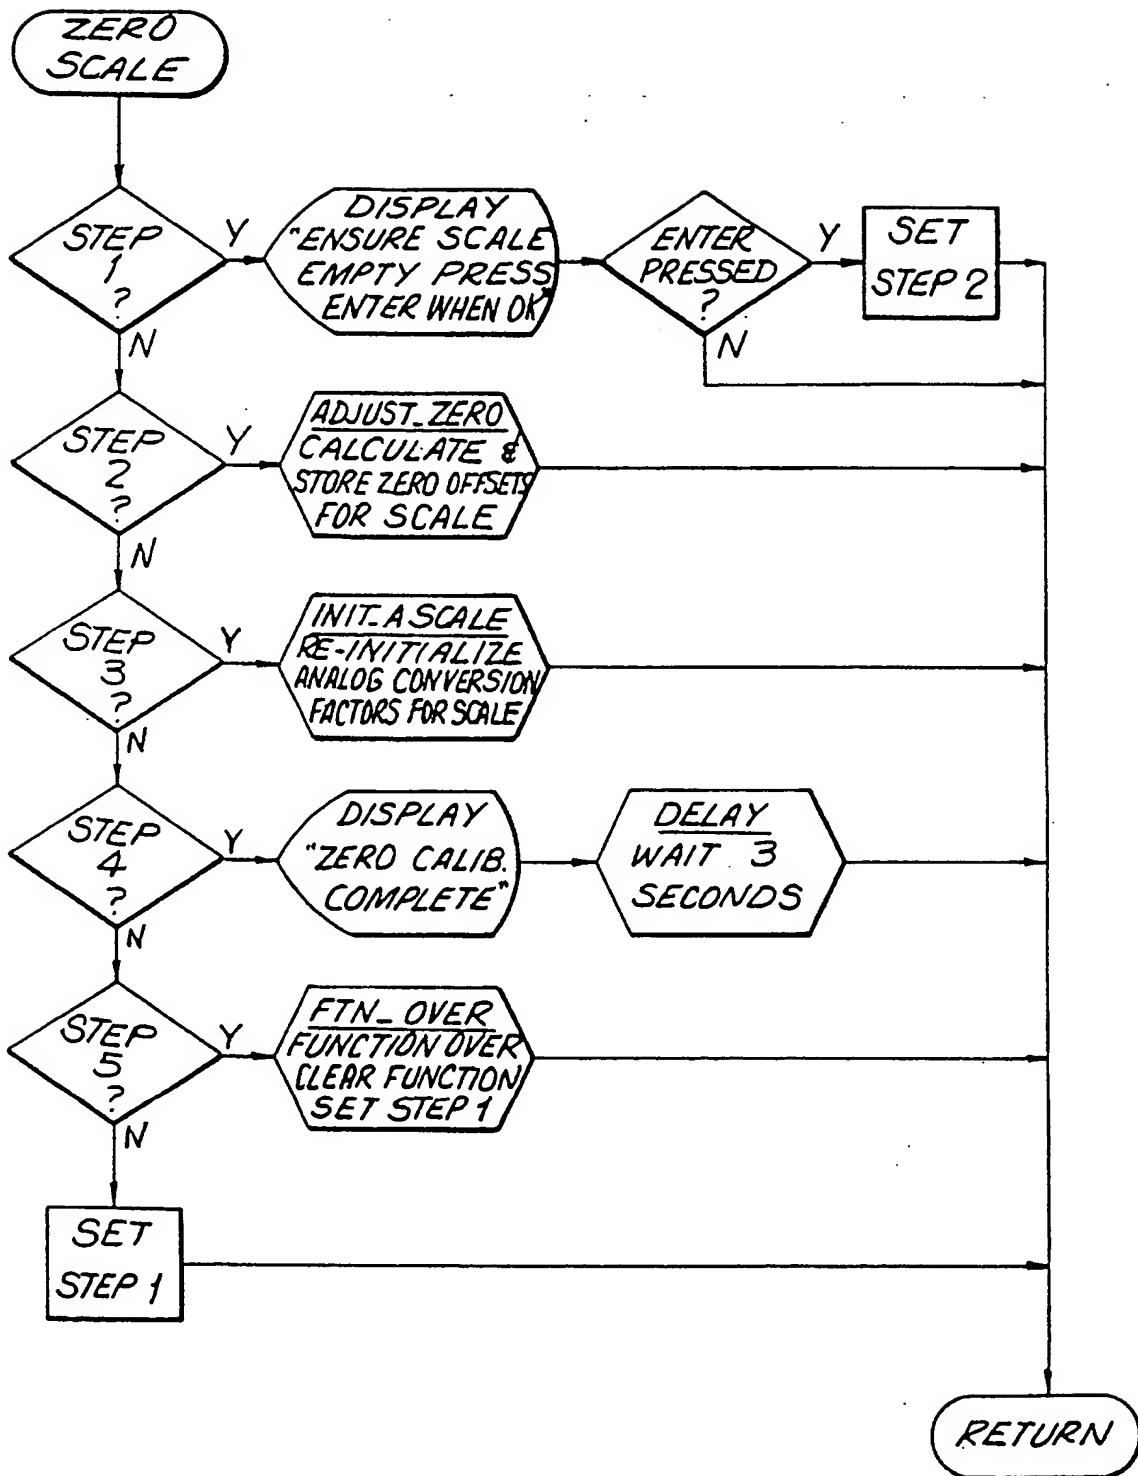 ZERO
SCALE
STEP
1
?
Y
N
DISPLAY
"ENSURE SCALE
EMPTY PRESS
ENTER WHEN OK"
ENTER
PRESSED
?
Y
N
SET
STEP 2
STEP
2
?
Y
N
ADJUST_ZERO
CALCULATE &
STORE ZERO OFFSETS
FOR SCALE
STEP
3
?
Y
N
INIT_A SCALE
RE-INITIALIZE
ANALOG CONVERSION
FACTORS FOR SCALE
STEP
4
?
Y
N
DISPLAY
"ZERO CALIB.
COMPLETE"
DELAY
WAIT 3
SECONDS
STEP
5
?
Y
N
FTN_OVER
FUNCTION OVER
CLEAR FUNCTION
SET STEP 1
SET
STEP 1
RETURN